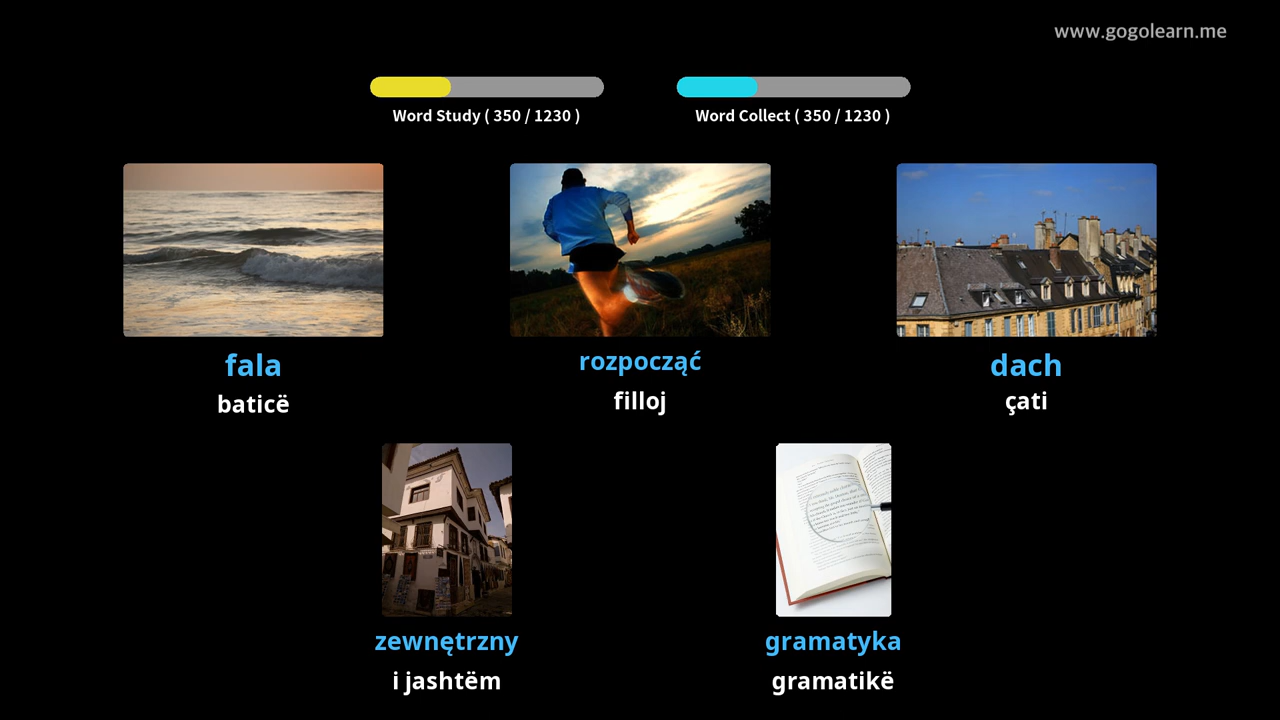 www.gogolearn.me
Word Study ( 350 / 1230 )
Word Collect ( 350 / 1230 )
fala
rozpocząć
dach
baticë
filloj
çati
zewnętrzny
gramatyka
i jashtëm
gramatikë